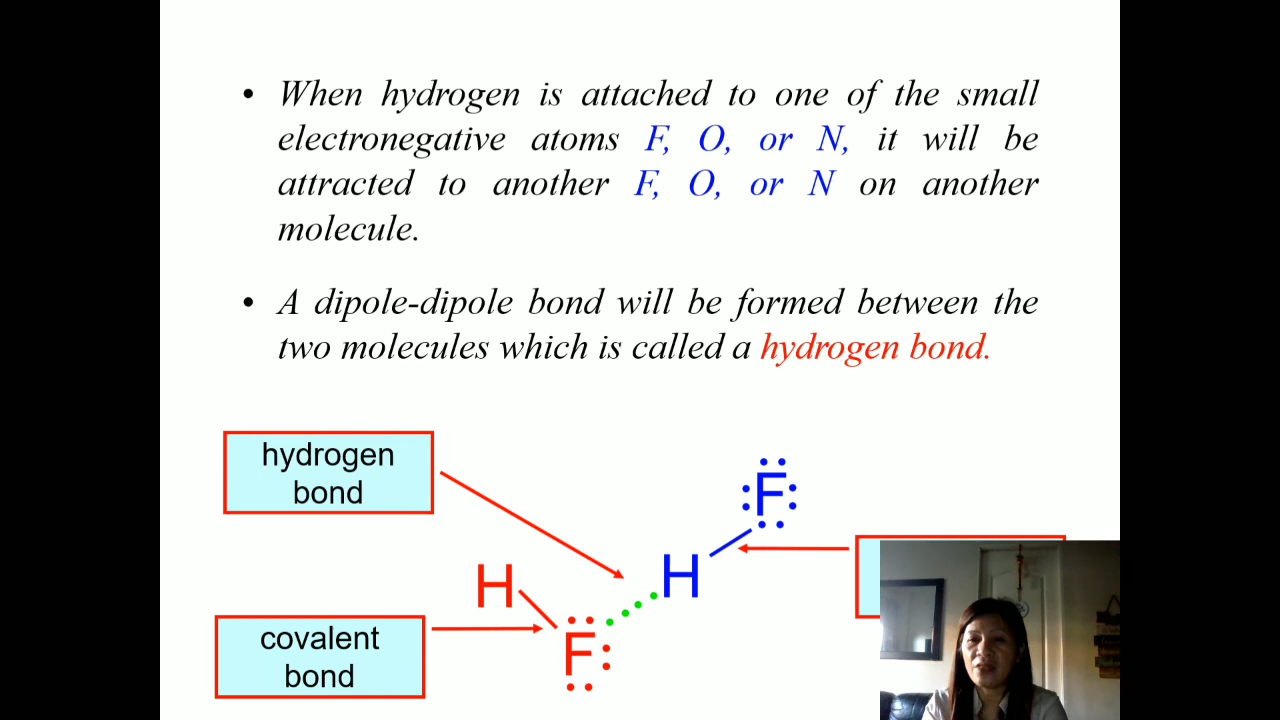 • When hydrogen is attached to one of the small
electronegative atoms F, O, or N, it will be
attracted to another F, O, or N on another
molecule.
• A dipole-dipole bond will be formed between the
two molecules which is called a hydrogen bond.
hydrogen
bond
F
H
H
covalent
bond
F